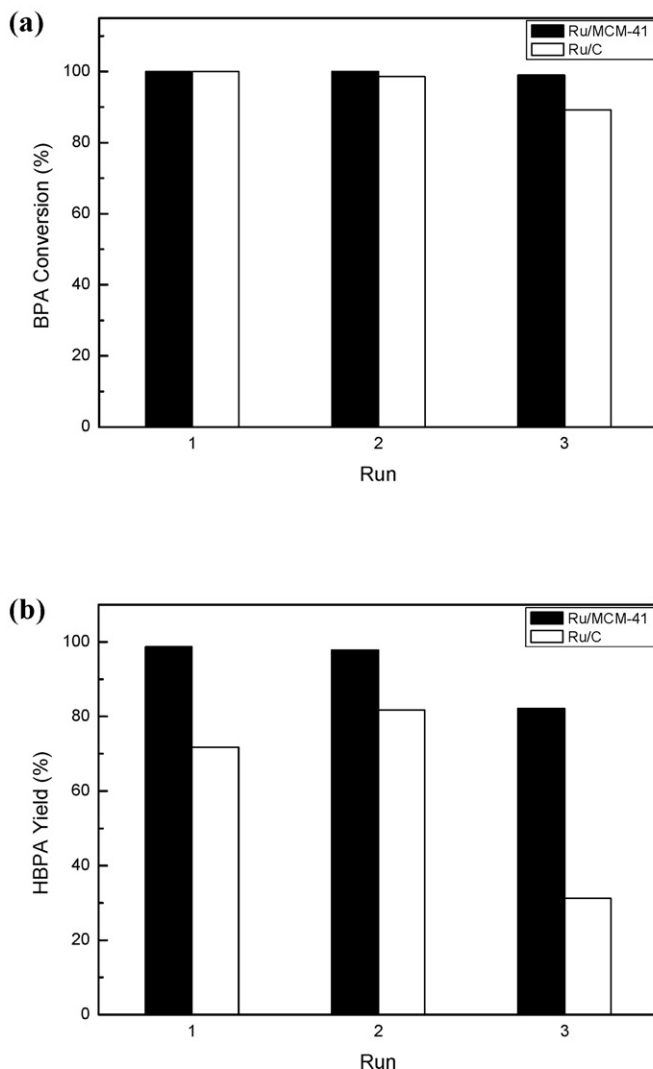 (a)
Ru/MCM-41
Ru/C
BPA Conversion (%)
100
80
60
40
20
0
1 2 3
Run
(b)
Ru/MCM-41
Ru/C
HBPA Yield (%)
100
80
60
40
20
0
1 2 3
Run